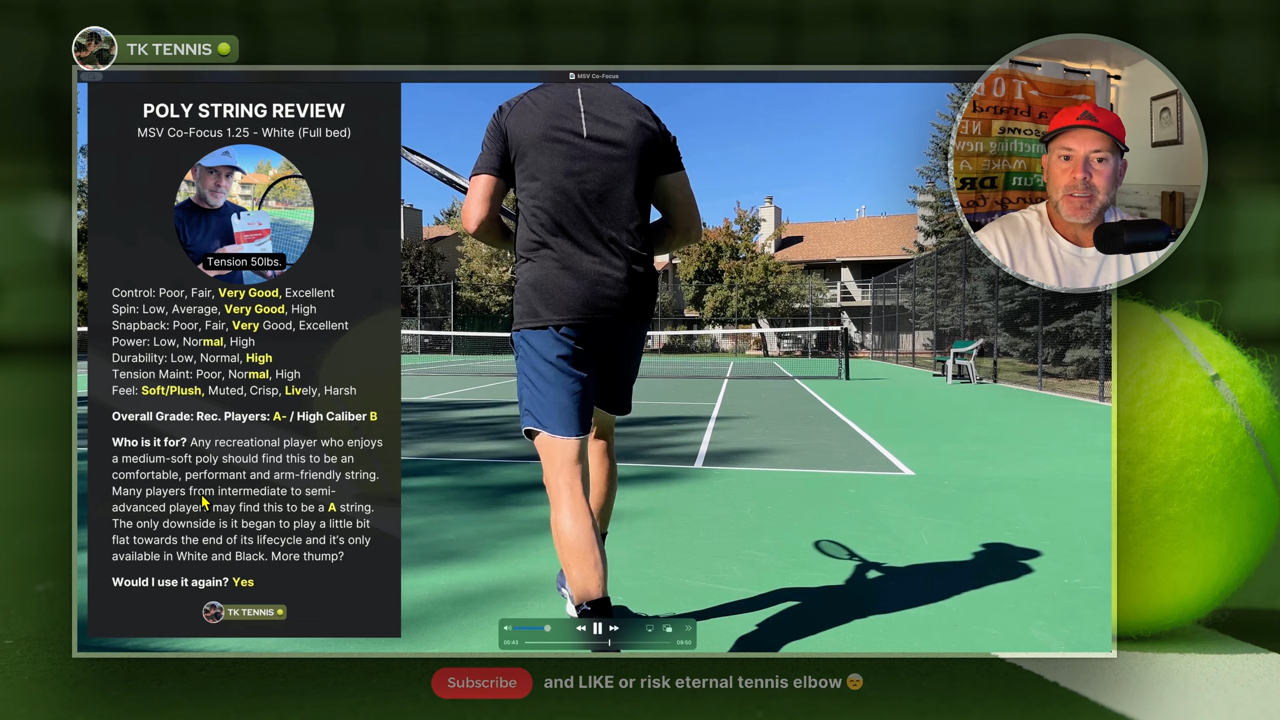 TK TENNIS
MSV Co-Focus
POLY STRING REVIEW
MSV Co-Focus 1.25 - White (Full bed)
Tension 50lbs.
Control: Poor, Fair, Very Good, Excellent
Spin: Low, Average, Very Good, High
Snapback: Poor, Fair, Very Good, Excellent
Power: Low, Normal, High
Durability: Low, Normal, High
Tension Maint: Poor, Normal, High
Feel: Soft/Plush, Muted, Crisp, Lively, Harsh
Overall Grade: Rec. Players: A- / High Caliber B
Who is it for? Any recreational player who enjoys
a medium-soft poly should find this to be an
comfortable, performant and arm-friendly string.
Many players from intermediate to semi-
advanced players may find this to be a A string.
The only downside is it began to play a little bit
flat towards the end of its lifecycle and it's only
available in White and Black. More thump?
Would I use it again? Yes
TK TENNIS
00:43
09:50
Subscribe and LIKE or risk eternal tennis elbow 😔